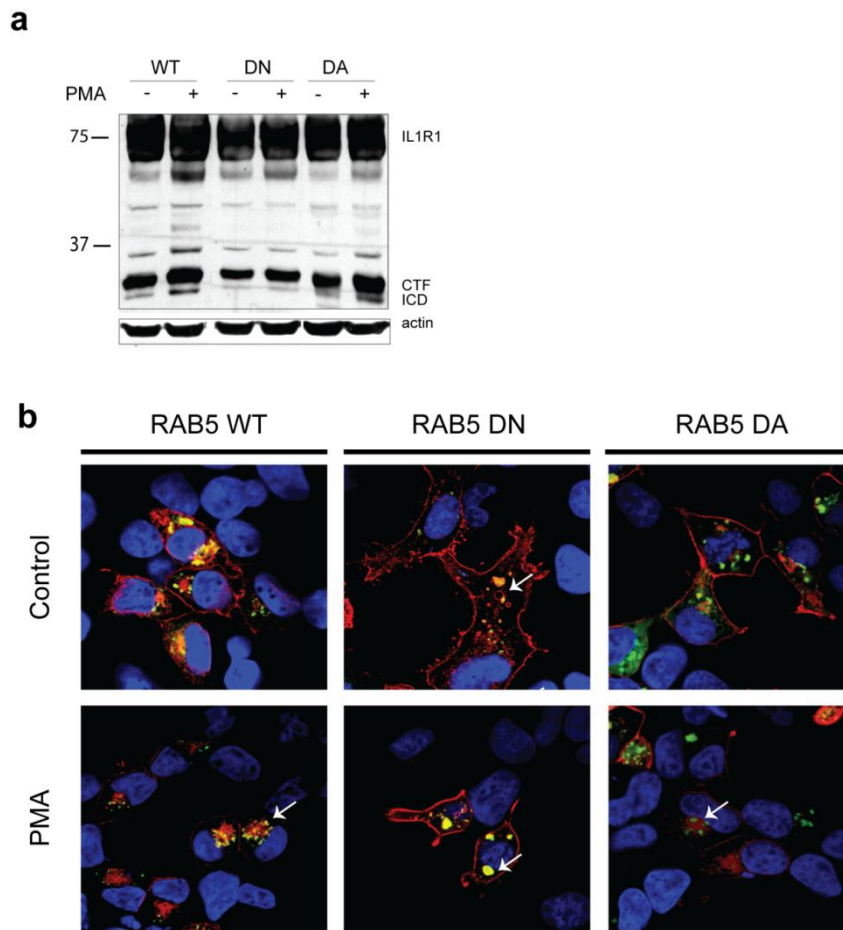 a
WT DN DA
PMA - + - + - +
75 IL1R1
37
CTF
ICD
actin
b
RAB5 WT RAB5 DN RAB5 DA
Control
PMA